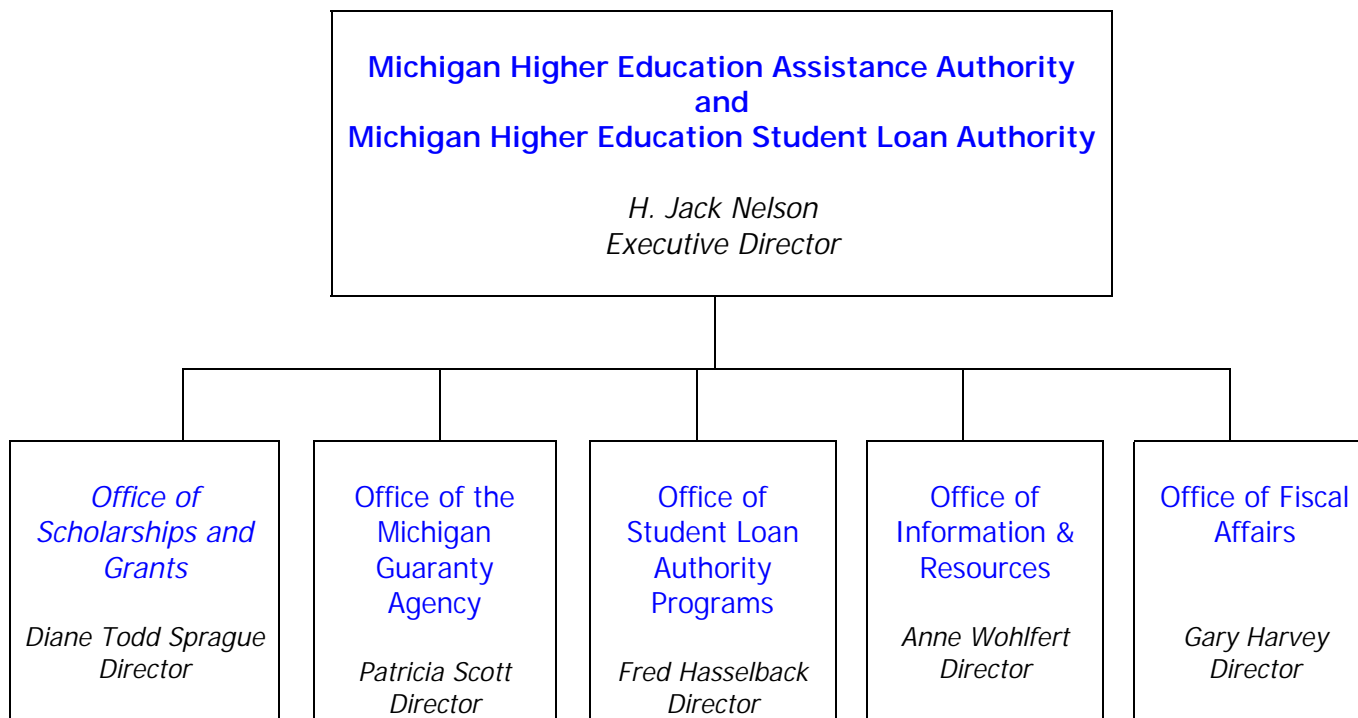 Michigan Higher Education Assistance Authority
and
Michigan Higher Education Student Loan Authority
H. Jack Nelson
Executive Director
Office of
Scholarships and
Grants
Diane Todd Sprague
Director
Office of the
Michigan
Guaranty
Agency
Patricia Scott
Director
Office of
Student Loan
Authority
Programs
Fred Hasselback
Director
Office of
Information &
Resources
Anne Wohlfert
Director
Office of Fiscal
Affairs
Gary Harvey
Director